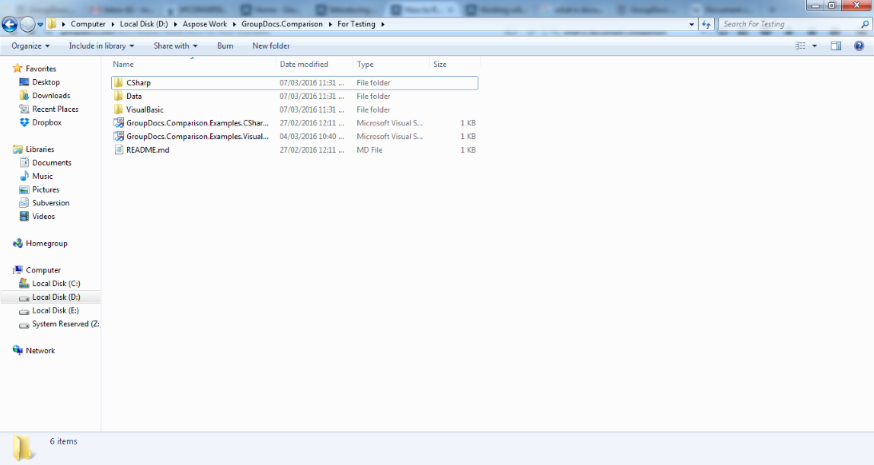 Computer Local Disk (D:) Aspose Work GroupDocs.Comparison For Testing Search For Testing
Organize Include in library Share with Burn New folder
Favorites
Desktop
Downloads
Recent Places
Dropbox
Libraries
Documents
Music
Pictures
Subversion
Videos
Homegroup
Computer
Local Disk (C:)
Local Disk (D:)
Local Disk (E:)
System Reserved (Z:
Network
Name Date modified Type Size
CSharp 07/03/2016 11:31 ... File folder
Data 07/03/2016 11:31 ... File folder
VisualBasic 07/03/2016 11:31 ... File folder
GroupDocs.Comparison.Examples.CShar... 27/02/2016 12:11 ... Microsoft Visual S... 1 KB
GroupDocs.Comparison.Examples.Visual... 04/03/2016 10:40 ... Microsoft Visual S... 1 KB
README.md 27/02/2016 12:11 ... MD File 1 KB
6 items